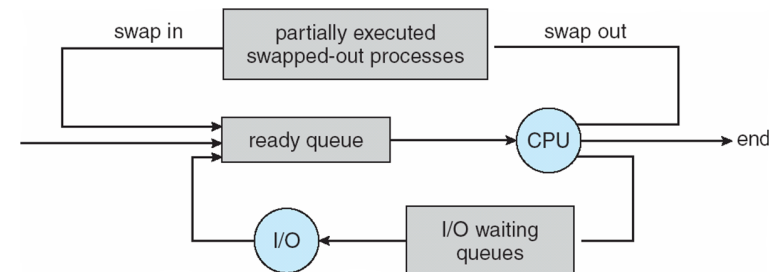 swap in
partially executed
swapped-out processes
swap out
ready queue
CPU
end
I/O
I/O waiting
queues